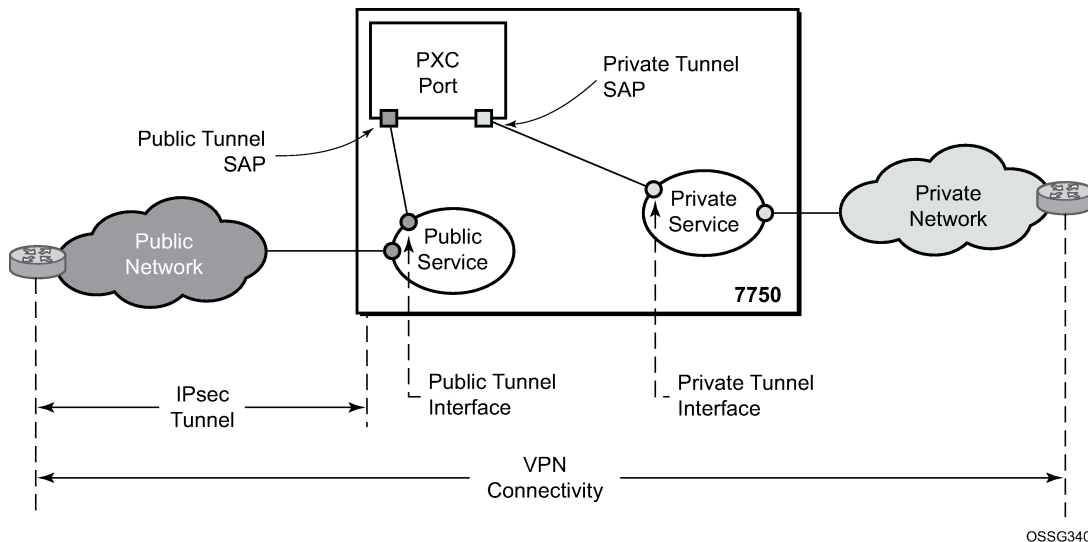 PXC
Port
Private Tunnel
SAP
Public Tunnel
SAP
Public
Network
Public
Service
Private
Service
Private
Network
7750
IPsec
Tunnel
Public Tunnel
Interface
Private Tunnel
Interface
VPN
Connectivity
OSSG340